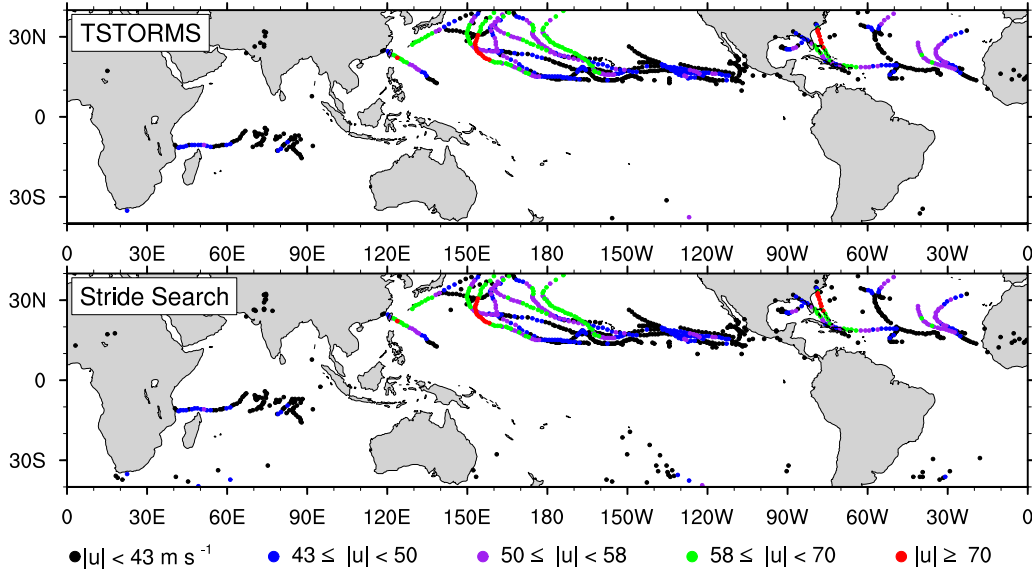 TSTORMS
30N
0
30S
0 30E 60E 90E 120E 150E 180 150W 120W 90W 60W 30W 0
Stride Search
30N
0
30S
0 30E 60E 90E 120E 150E 180 150W 120W 90W 60W 30W 0
|u| < 43 m s⁻¹ 43 ≤ |u| < 50 50 ≤ |u| < 58 58 ≤ |u| < 70 |u| ≥ 70